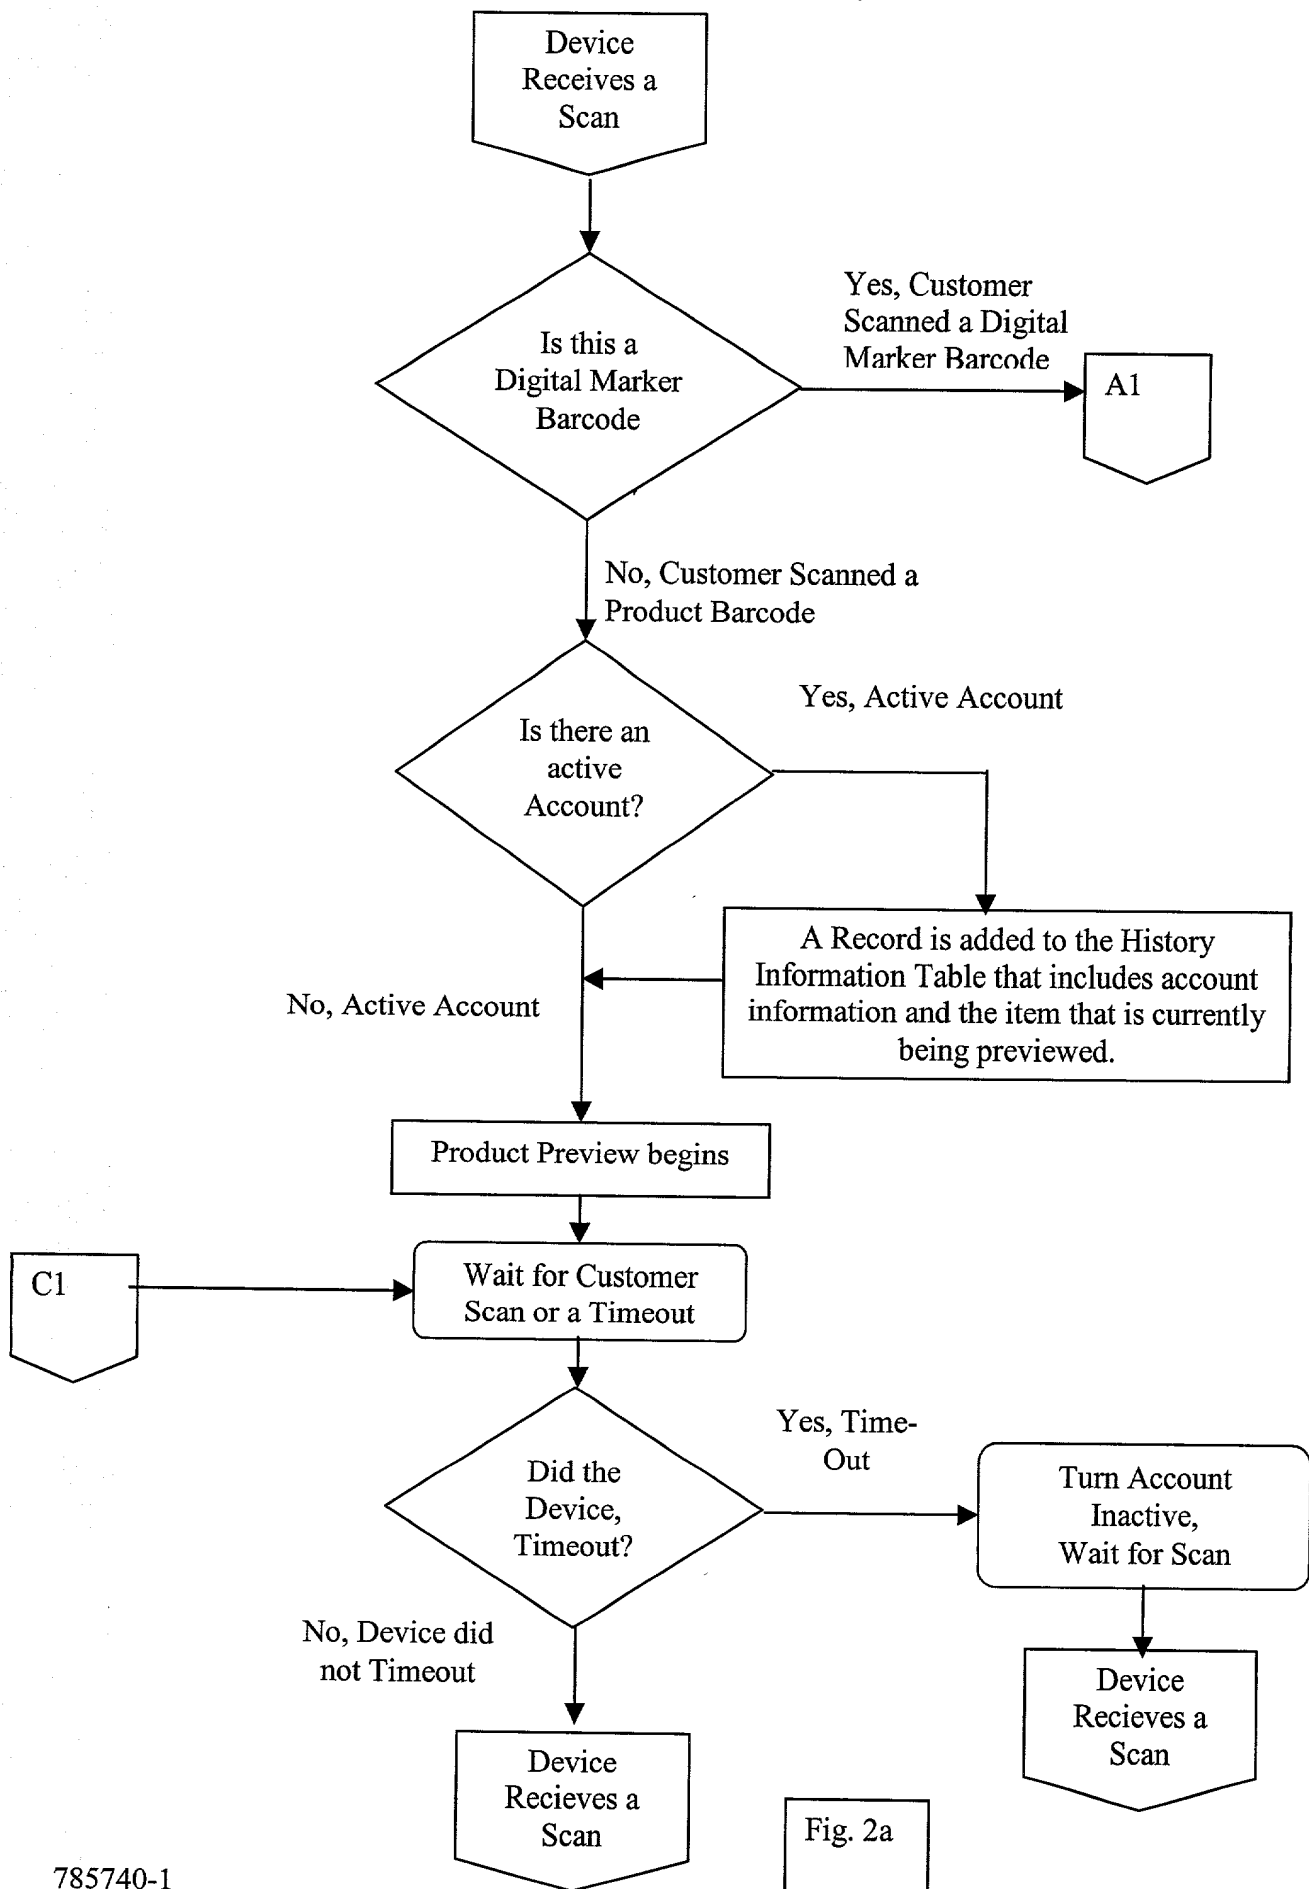 Device
Receives a
Scan
Is this a
Digital Marker
Barcode
Yes, Customer
Scanned a Digital
Marker Barcode
A1
No, Customer Scanned a
Product Barcode
Is there an
active
Account?
Yes, Active Account
A Record is added to the History
Information Table that includes account
information and the item that is currently
being previewed.
No, Active Account
Product Preview begins
C1
Wait for Customer
Scan or a Timeout
Did the
Device,
Timeout?
Yes, Time-
Out
Turn Account
Inactive,
Wait for Scan
No, Device did
not Timeout
Device
Recieves a
Scan
Device
Recieves a
Scan
Fig. 2a
785740-1